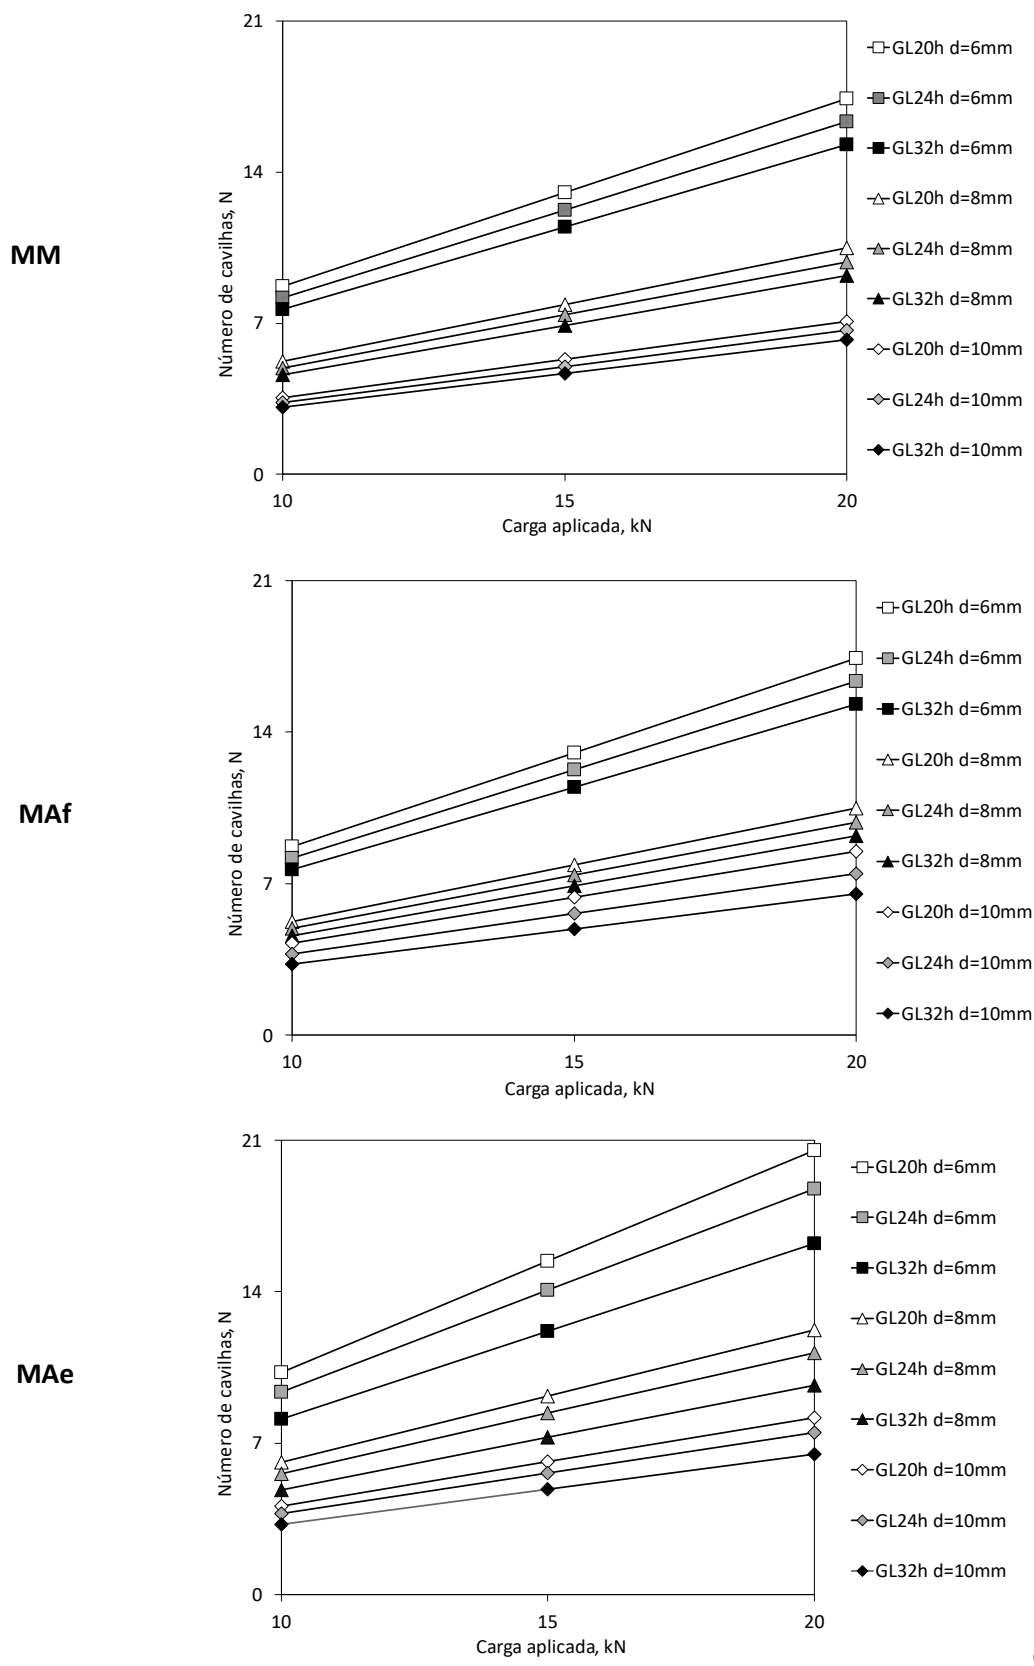 MM
Número de cavilhas, N
21
14
7
0
10
15
20
Carga aplicada, kN
GL20h d=6mm
GL24h d=6mm
GL32h d=6mm
GL20h d=8mm
GL24h d=8mm
GL32h d=8mm
GL20h d=10mm
GL24h d=10mm
GL32h d=10mm
MAf
Número de cavilhas, N
21
14
7
0
10
15
20
Carga aplicada, kN
GL20h d=6mm
GL24h d=6mm
GL32h d=6mm
GL20h d=8mm
GL24h d=8mm
GL32h d=8mm
GL20h d=10mm
GL24h d=10mm
GL32h d=10mm
MAe
Número de cavilhas, N
21
14
7
0
10
15
20
Carga aplicada, kN
GL20h d=6mm
GL24h d=6mm
GL32h d=6mm
GL20h d=8mm
GL24h d=8mm
GL32h d=8mm
GL20h d=10mm
GL24h d=10mm
GL32h d=10mm